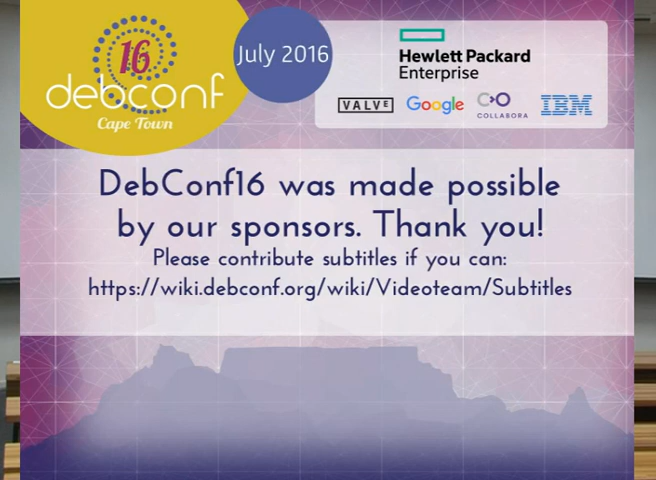 16
debconf
Cape Town
July 2016
Hewlett Packard
Enterprise
VALVE
Google
COLLABORA
IBM
DebConf16 was made possible
by our sponsors. Thank you!
Please contribute subtitles if you can:
https://wiki.debconf.org/wiki/Videoteam/Subtitles